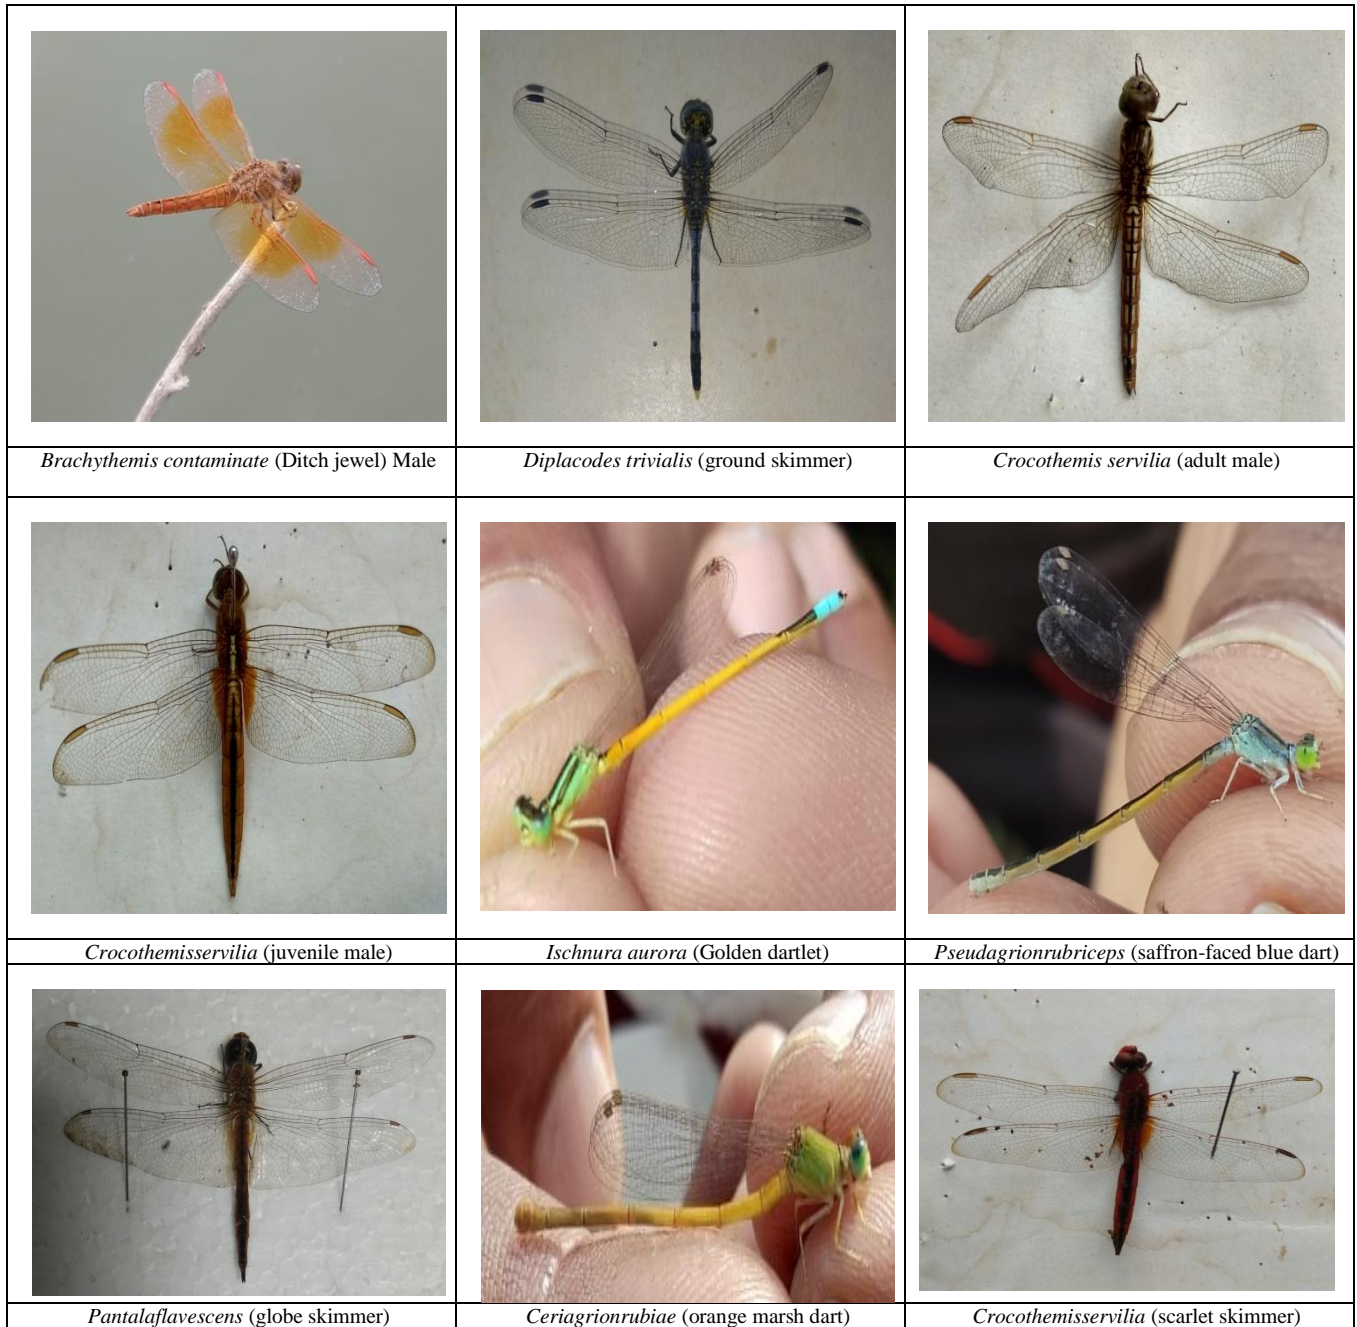 Brachythemis contaminate (Ditch jewel) Male
Diplacodes trivialis (ground skimmer)
Crocothemis servilia (adult male)
Crocothemisservilia (juvenile male)
Ischnura aurora (Golden dartlet)
Pseudagrionrubriceps (saffron-faced blue dart)
Pantalaflavescens (globe skimmer)
Ceriagrionrubiae (orange marsh dart)
Crocothemisservilia (scarlet skimmer)